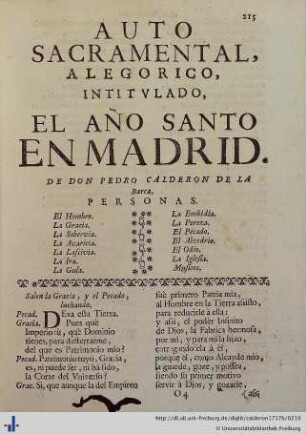 215
AUTO
SACRAMENTAL,
ALEGORICO,
INTITVLADO,
EL AÑO SANTO
EN MADRID.
DE DON PEDRO CALDERON DE LA
Barca.
PERSONAS.
El Hombre.
La Gracia.
La Sobervia.
La Avaricia.
La Lascivia.
La Ira.
La Gula.
La Embidia.
La Pereza.
El Pecado.
El Alvedrio.
El Odio.
La Iglesia.
Musicos.
Salen la Gracia, y el Pecado,
luchando.
Pecad. DExa esta Tierra.
Gracia. Pues què
Imperio tù, què Dominio
tienes, para desterrarme,
del que es Patrimonio mio?
Pecad. Patrimonio tuyo, Gracia,
es, ni puede ser, ni ha sido,
la Corte del Universo?
Grac. Si, que aunque la del Empireo
fuè primero Patria mia,
al Hombre en la Tierra assisto,
para reducirle à ella:
y assi, el poder Infinito
de Dios, la Fabrica hermosa,
por mi, y para mi la hizo,
entregandola à èl;
porque èl, como Alcayde mio,
la guarde, goze, y possea,
siendo su primer motivo
servir à Dios, y gozarle,
O 4
(assi
http://dl.ub.uni-freiburg.de/diglit/calderon1717b/0219
Universitätsbibliothek Freiburg